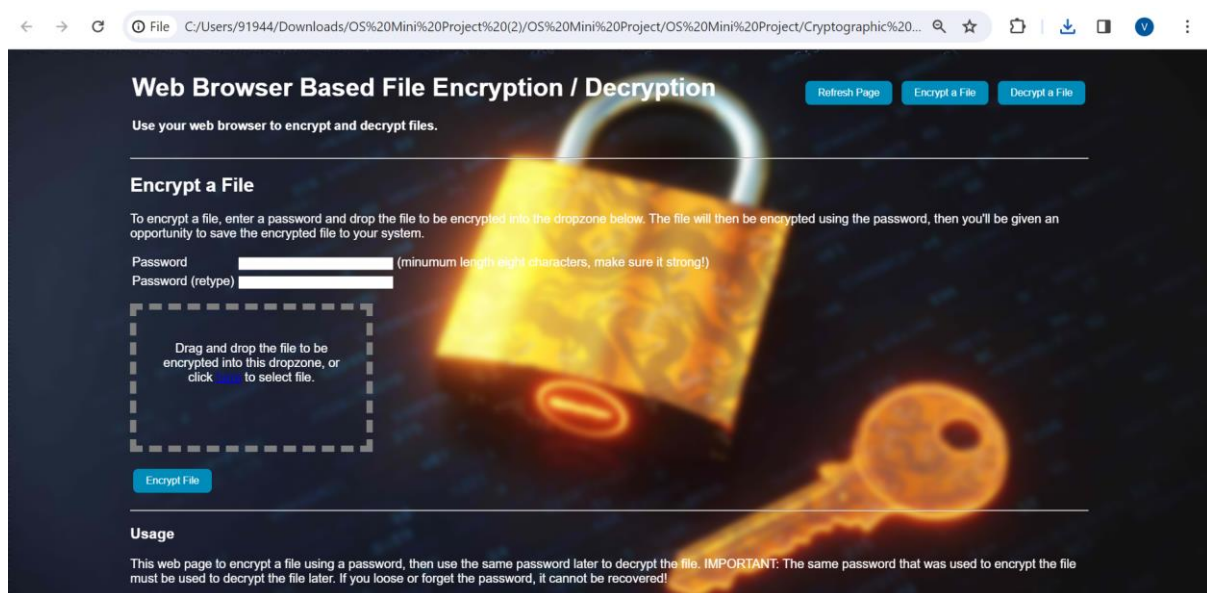 File C:/Users/91944/Downloads/OS%20Mini%20Project%20(2)/OS%20Mini%20Project/OS%20Mini%20Project/Cryptographic%20...
V
Web Browser Based File Encryption / Decryption
Refresh Page Encrypt a File Decrypt a File
Use your web browser to encrypt and decrypt files.
Encrypt a File
To encrypt a file, enter a password and drop the file to be encrypted into the dropzone below. The file will then be encrypted using the password, then you'll be given an
opportunity to save the encrypted file to your system.
Password (minumum length eight characters, make sure it strong!)
Password (retype)
Drag and drop the file to be
encrypted into this dropzone, or
click here to select file.
Encrypt File
Usage
This web page to encrypt a file using a password, then use the same password later to decrypt the file. IMPORTANT: The same password that was used to encrypt the file
must be used to decrypt the file later. If you loose or forget the password, it cannot be recovered!